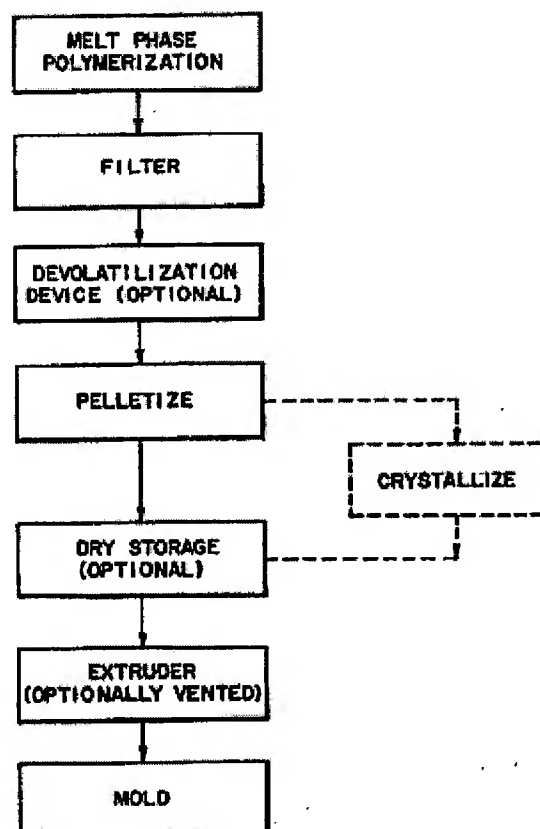 MELT PHASE
POLYMERIZATION
FILTER
DEVOLATILIZATION
DEVICE (OPTIONAL)
PELLETIZE
CRYSTALLIZE
DRY STORAGE
(OPTIONAL)
EXTRUDER
(OPTIONALLY VENTED)
MOLD